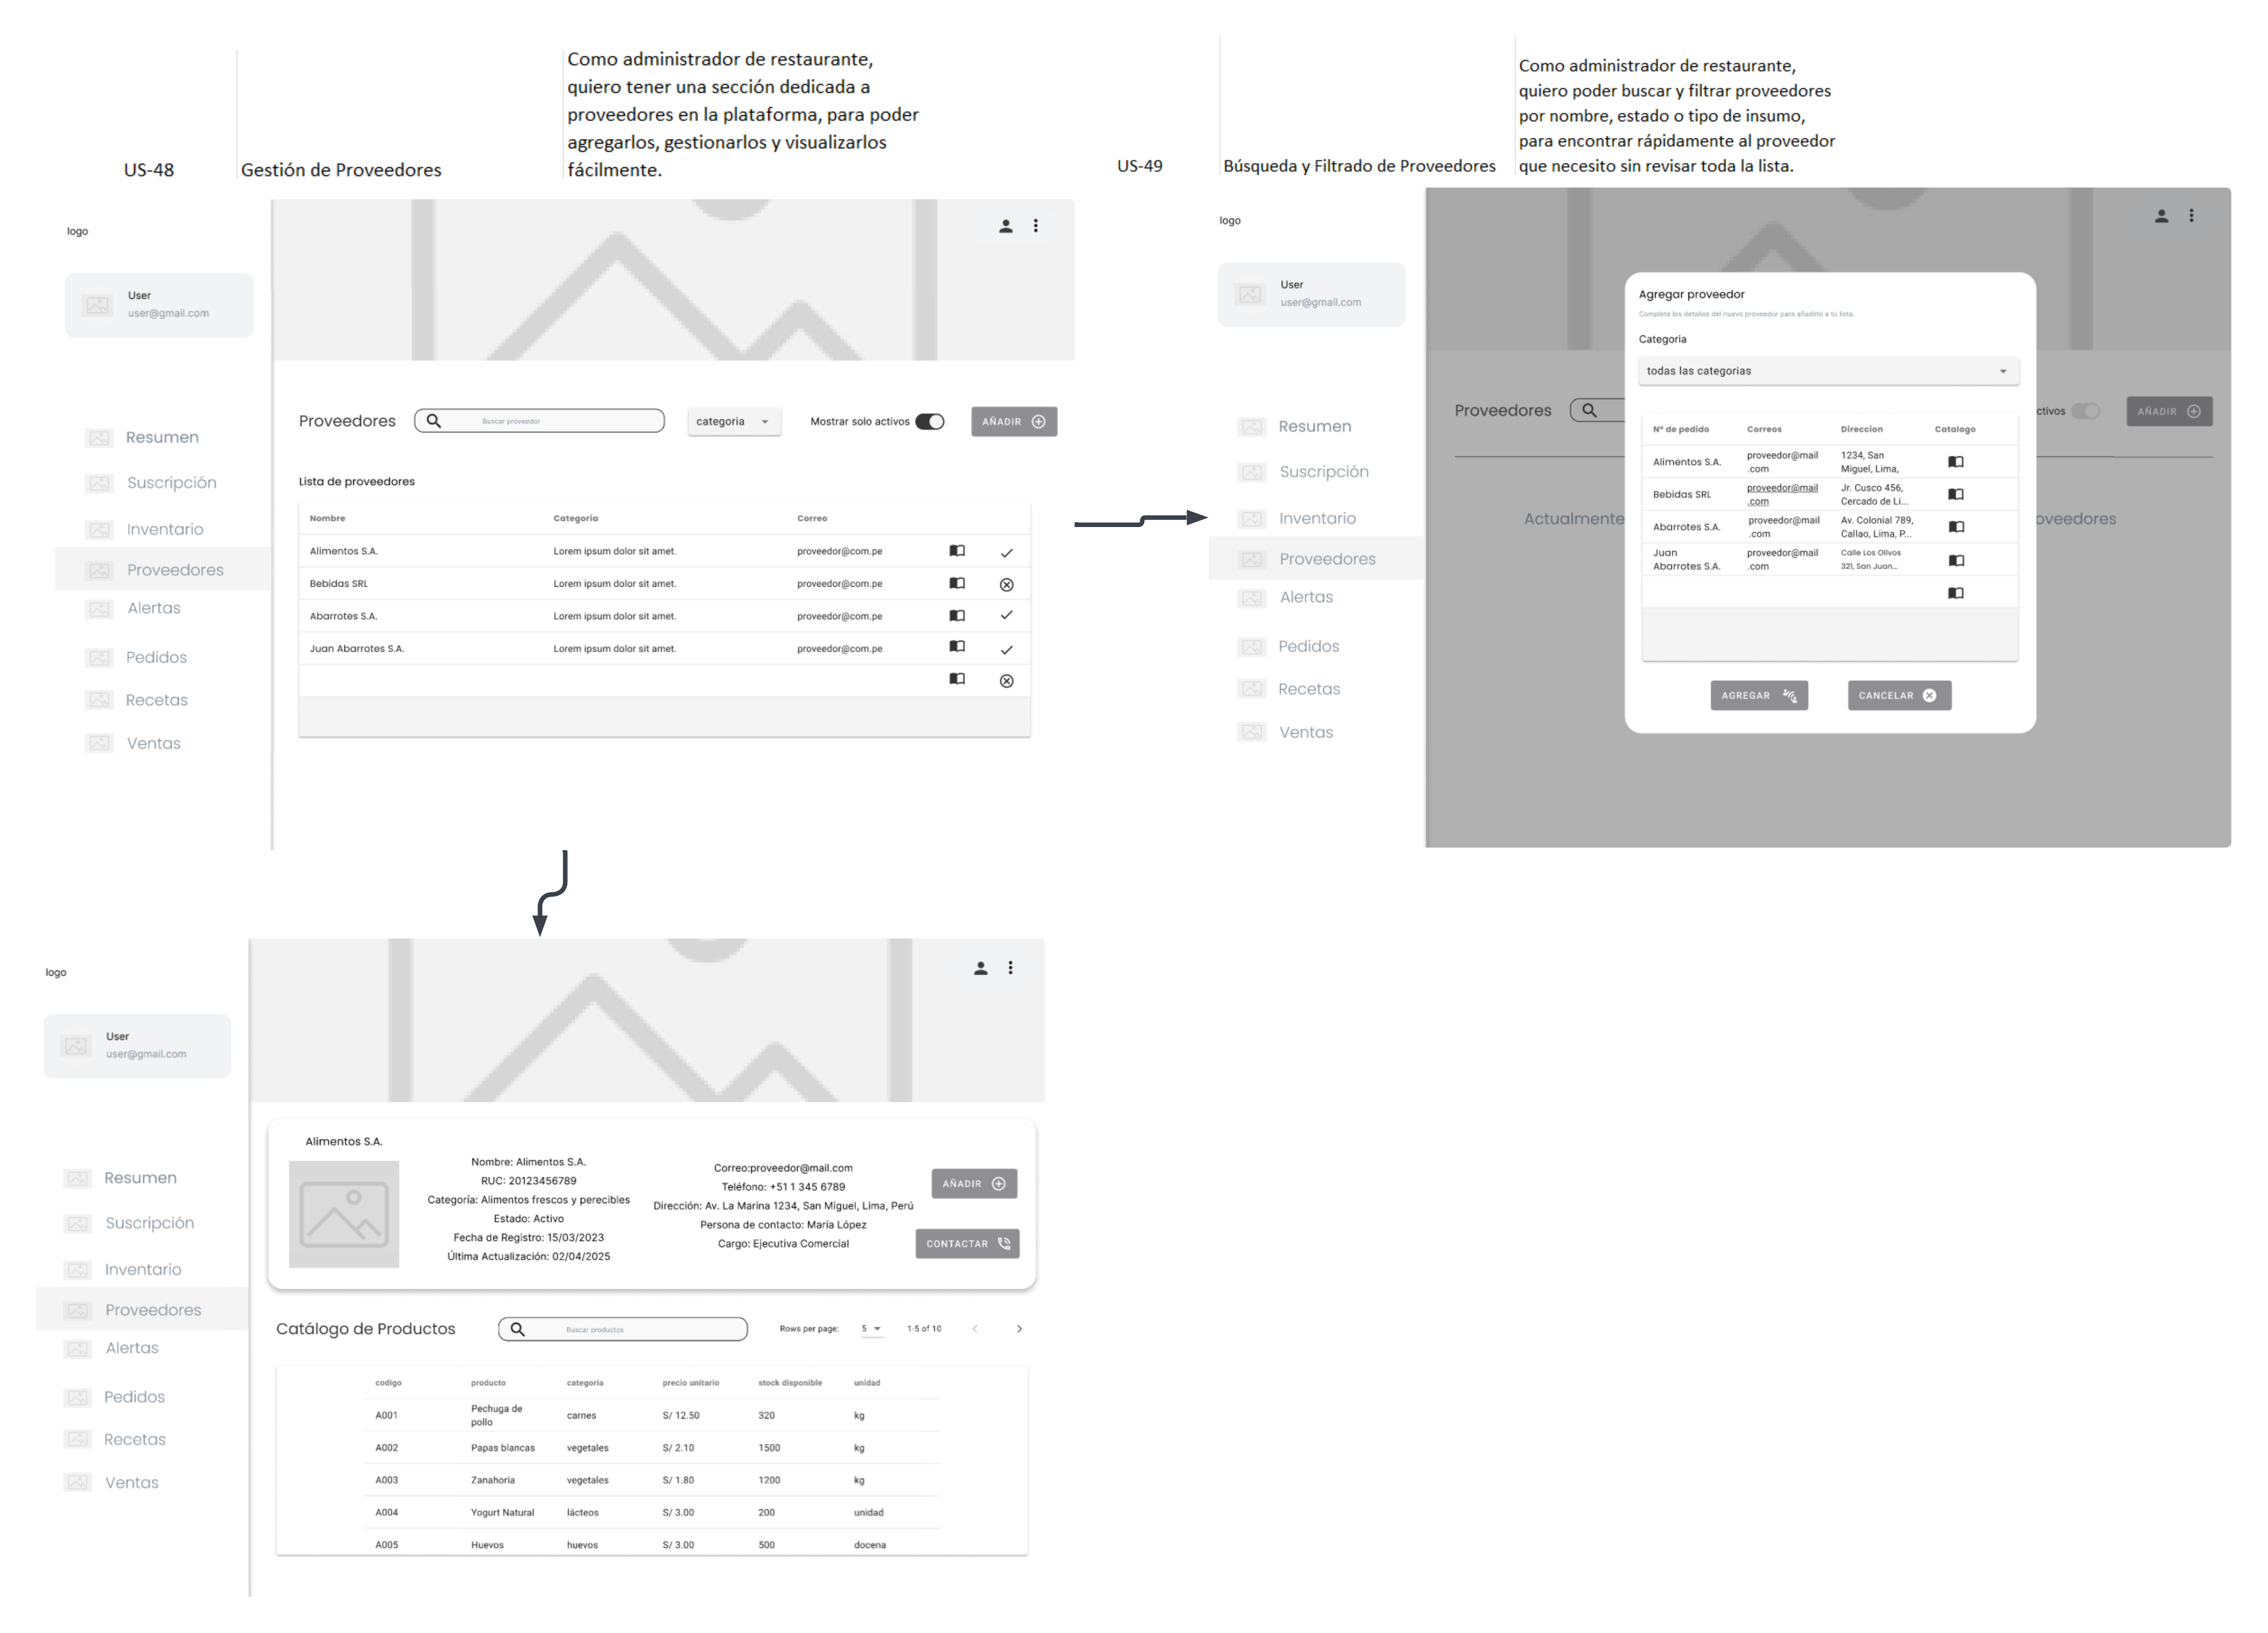 US-48
Gestión de Proveedores
Como administrador de restaurante,
quiero tener una sección dedicada a
proveedores en la plataforma, para poder
agregarlos, gestionarlos y visualizarlos
fácilmente.
logo
User
user@gmail.com
Resumen
Suscripción
Inventario
Proveedores
Alertas
Pedidos
Recetas
Ventas
Proveedores
Buscar proveedor
categoria
Mostrar solo activos
AÑADIR
Lista de proveedores
Nombre Categoria Correo
Alimentos S.A. Lorem ipsum dolor sit amet. proveedor@com.pe
Bebidas SRL Lorem ipsum dolor sit amet. proveedor@com.pe
Abarrotes S.A. Lorem ipsum dolor sit amet. proveedor@com.pe
Juan Abarrotes S.A. Lorem ipsum dolor sit amet. proveedor@com.pe
US-49
Búsqueda y Filtrado de Proveedores
Como administrador de restaurante,
quiero poder buscar y filtrar proveedores
por nombre, estado o tipo de insumo,
para encontrar rápidamente al proveedor
que necesito sin revisar toda la lista.
logo
User
user@gmail.com
Resumen
Suscripción
Inventario
Proveedores
Alertas
Pedidos
Recetas
Ventas
Proveedores
ctivos
AÑADIR
Actualmente
oveedores
Agregar proveedor
Completa los detalles del nuevo proveedor para añadirlo a tu lista.
Categoria
todas las categorias
Nº de pedido Correos Direccion Catalogo
Alimentos S.A.
proveedor@mail
.com
1234, San
Miguel, Lima,
Bebidas SRL
proveedor@mail
.com
Jr. Cusco 456,
Cercado de Li...
Abarrotes S.A.
proveedor@mail
.com
Av. Colonial 789,
Callao, Lima, P...
Juan
Abarrotes S.A.
proveedor@mail
.com
Calle Los Olivos
321, San Juan...
AGREGAR
CANCELAR
logo
User
user@gmail.com
Resumen
Suscripción
Inventario
Proveedores
Alertas
Pedidos
Recetas
Ventas
Alimentos S.A.
Nombre: Alimentos S.A.
RUC: 20123456789
Categoría: Alimentos frescos y perecibles
Estado: Activo
Fecha de Registro: 15/03/2023
Última Actualización: 02/04/2025
Correo:proveedor@mail.com
Teléfono: +51 1 345 6789
Dirección: Av. La Marina 1234, San Miguel, Lima, Perú
Persona de contacto: María López
Cargo: Ejecutiva Comercial
AÑADIR
CONTACTAR
Catálogo de Productos
Buscar productos
Rows per page: 5 1-5 of 10
codigo producto categoria precio unitario stock disponible unidad
A001 Pechuga de
pollo carnes S/ 12.50 320 kg
A002 Papas blancas vegetales S/ 2.10 1500 kg
A003 Zanahoria vegetales S/ 1.80 1200 kg
A004 Yogurt Natural lácteos S/ 3.00 200 unidad
A005 Huevos huevos S/ 3.00 500 docena